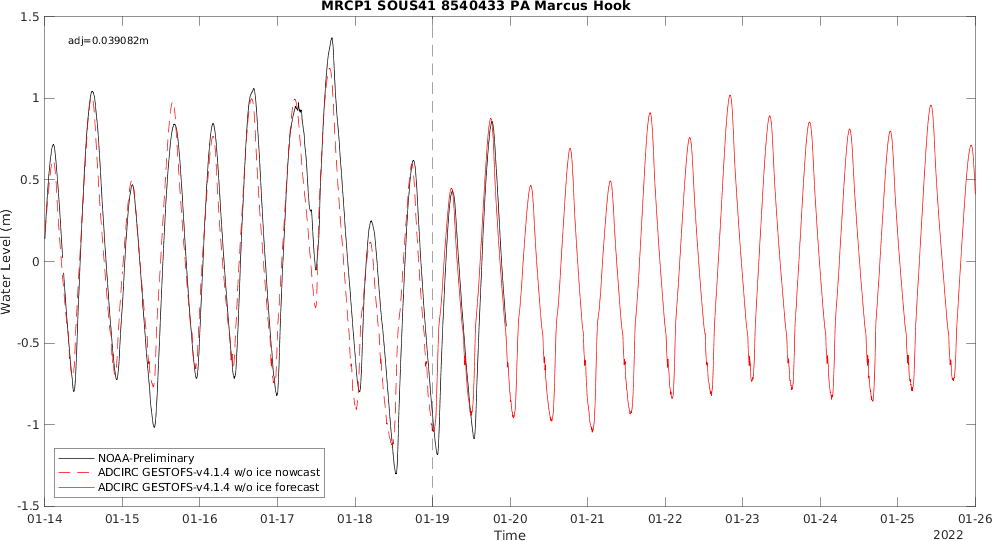 MRCP1 SOUS41 8540433 PA Marcus Hook
adj=0.039082m
1.5
1
0.5
0
-0.5
-1
-1.5
Water Level (m)
NOAA-Preliminary
ADCIRC GESTOFS-v4.1.4 w/o ice nowcast
ADCIRC GESTOFS-v4.1.4 w/o ice forecast
01-14 01-15 01-16 01-17 01-18 01-19 01-20 01-21 01-22 01-23 01-24 01-25 01-26
Time
2022